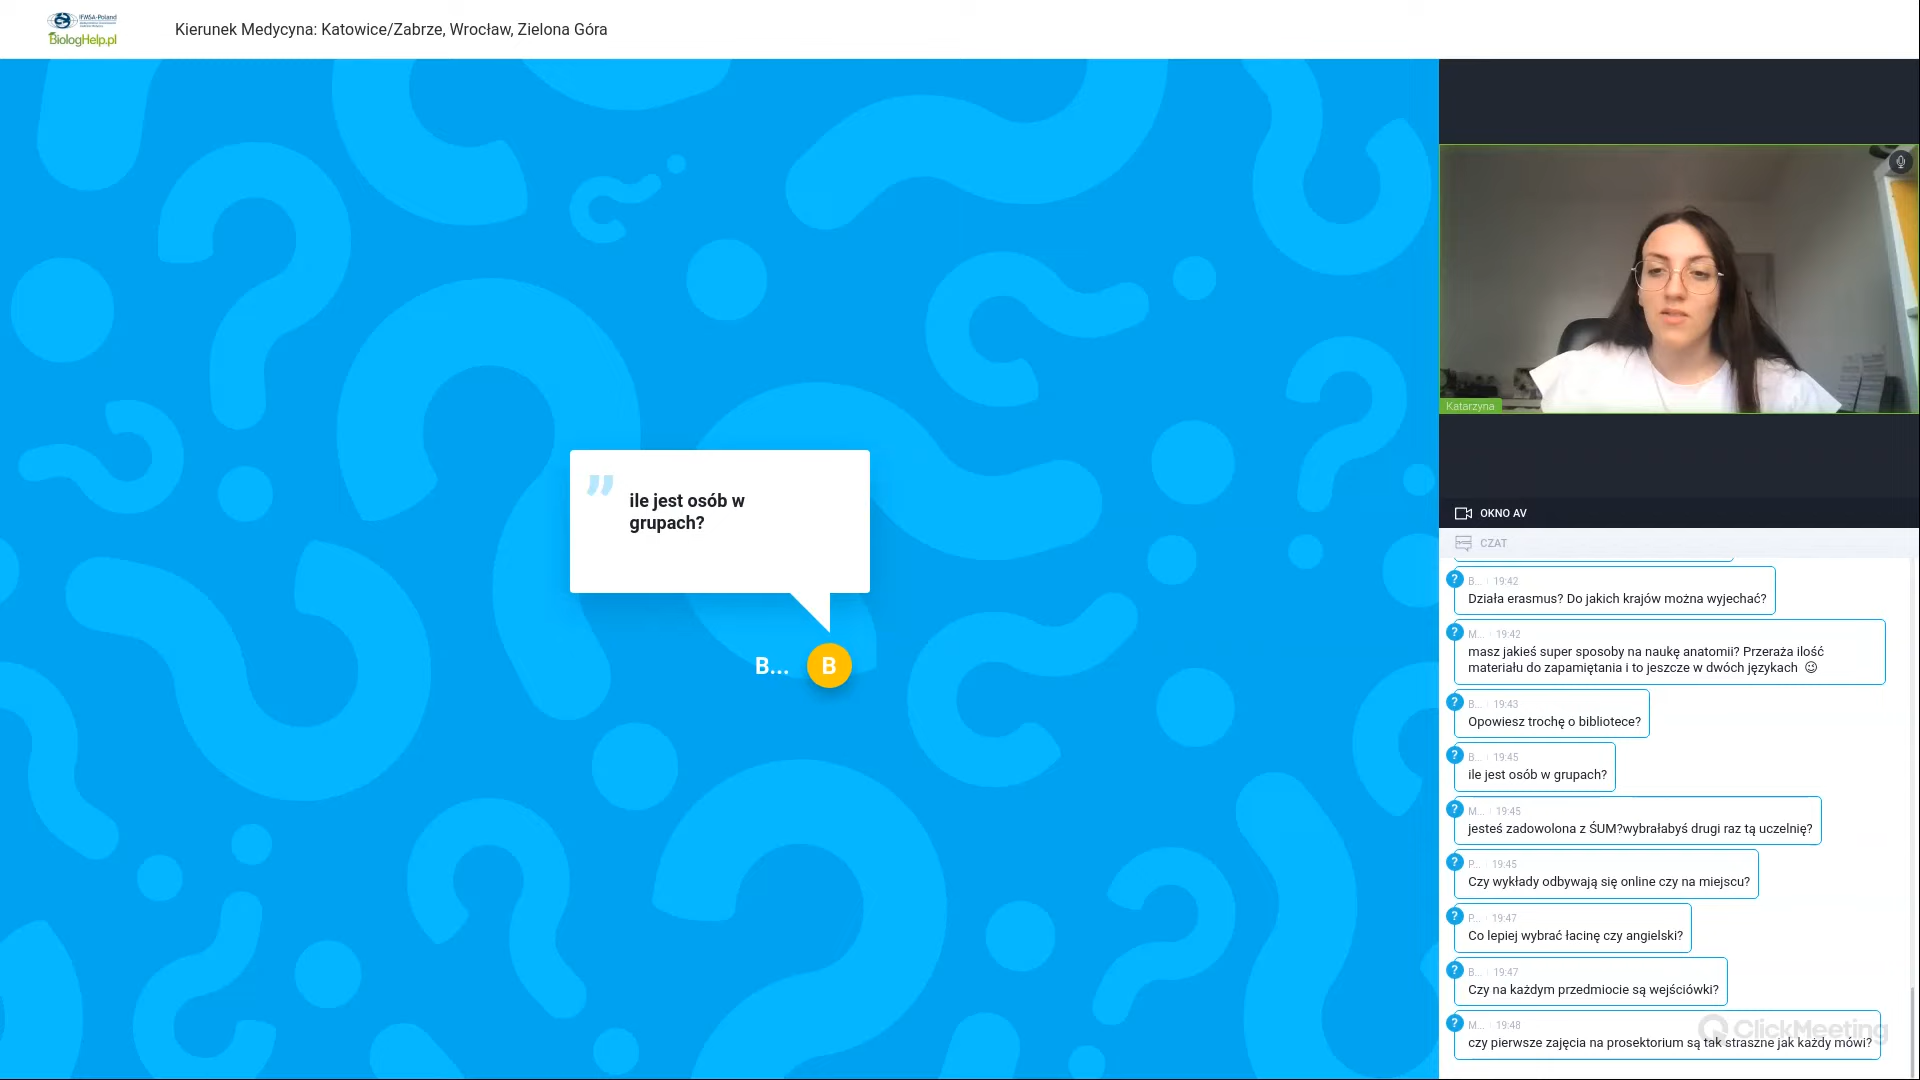 IFMSA-Poland
BiologHelp.pl
Kierunek Medycyna: Katowice/Zabrze, Wrocław, Zielona Góra
ile jest osób w
grupach?
B...
B
Katarzyna
OKNO AV
CZAT
? B... 19:42
Działa erasmus? Do jakich krajów można wyjechać?
? M... 19:42
masz jakieś super sposoby na naukę anatomii? Przeraża ilość
materiału do zapamiętania i to jeszcze w dwóch językach 😉
? B... 19:43
Opowiesz trochę o bibliotece?
? B... 19:45
ile jest osób w grupach?
? M... 19:45
jesteś zadowolona z ŚUM?wybrałabyś drugi raz tą uczelnię?
? P... 19:45
Czy wykłady odbywają się online czy na miejscu?
? P... 19:47
Co lepiej wybrać łacinę czy angielski?
? B... 19:47
Czy na każdym przedmiocie są wejściówki?
? M... 19:48
czy pierwsze zajęcia na prosektorium są tak straszne jak każdy mówi?
ClickMeeting